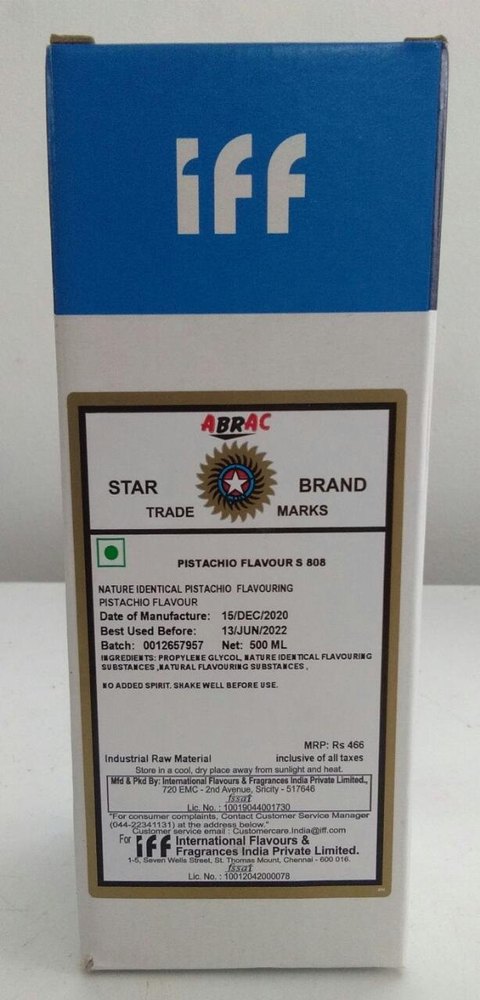 iff
ABRAC
STAR BRAND
TRADE MARKS
PISTACHIO FLAVOUR S 808
NATURE IDENTICAL PISTACHIO FLAVOURING
PISTACHIO FLAVOUR
Date of Manufacture: 15/DEC/2020
Best Used Before: 13/JUN/2022
Batch: 0012657957 Net: 500 ML
INGREDIENTS: PROPYLENE GLYCOL, NATURE IDENTICAL FLAVOURING
SUBSTANCES ,NATURAL FLAVOURING SUBSTANCES .
NO ADDED SPIRIT. SHAKE WELL BEFORE USE.
MRP: Rs 466
Industrial Raw Material inclusive of all taxes
Store in a cool, dry place away from sunlight and heat.
Mfd & Pkd By: International Flavours & Fragrances India Private Limited.,
720 EMC - 2nd Avenue, Sricity - 517646
fssai
Lic. No. : 10019044001730
"For consumer complaints, Contact Customer Service Manager
(044-22341131) at the address below."
Customer service email : Customercare.India@iff.com
For iff International Flavours &
Fragrances India Private Limited.
1-5, Seven Wells Street, St. Thomas Mount, Chennai - 600 016.
fssai
Lic. No. : 10012042000078